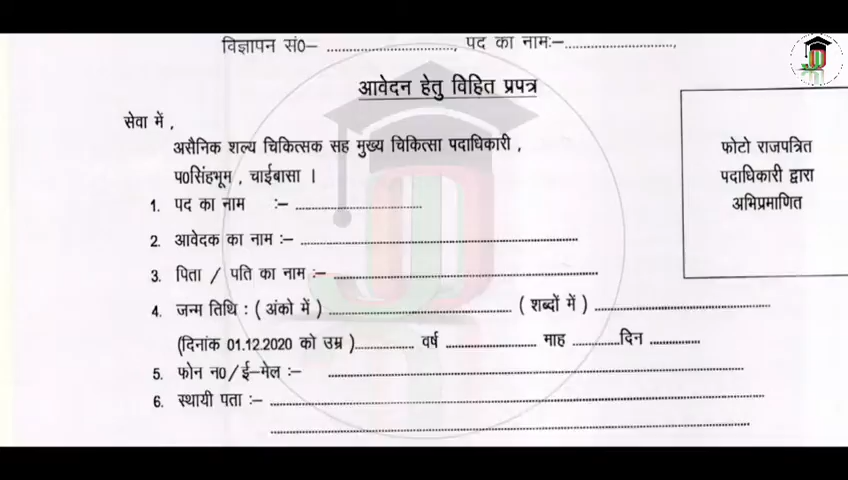 विज्ञापन सं0– ......................., पद का नामः–......................,
आवेदन हेतु विहित प्रपत्र
सेवा में ,
असैनिक शल्य चिकित्सक सह मुख्य चिकित्सा पदाधिकारी ,
प0सिंहभूम , चाईबासा ।
फोटो राजपत्रित
पदाधिकारी द्वारा
अभिप्रमाणित
1. पद का नाम :– .......................
2. आवेदक का नाम :– .......................
3. पिता / पति का नाम :– .......................
4. जन्म तिथि : ( अंको में ) ....................... ( शब्दों में ) .......................
(दिनांक 01.12.2020 को उम्र )............ वर्ष ................ माह ............दिन .............
5. फोन न0/ई–मेल :– .......................
6. स्थायी पता :– .......................